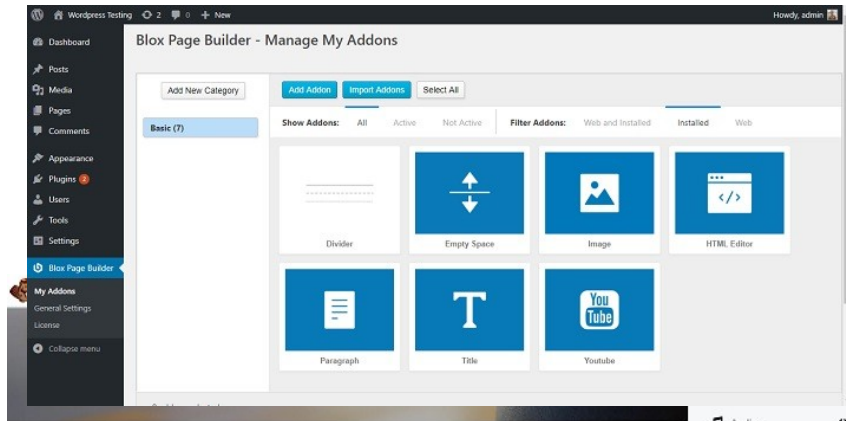 Wordpress Testing 2 0 + New
Howdy, admin
Dashboard
Posts
Media
Pages
Comments
Appearance
Plugins 2
Users
Tools
Settings
Blox Page Builder
My Addons
General Settings
License
Collapse menu
Blox Page Builder - Manage My Addons
Add New Category
Basic (7)
Add Addon Import Addons Select All
Show Addons: All Active Not Active Filter Addons: Web and Installed Installed Web
Divider Empty Space Image HTML Editor
You
Tube
Paragraph Title Youtube